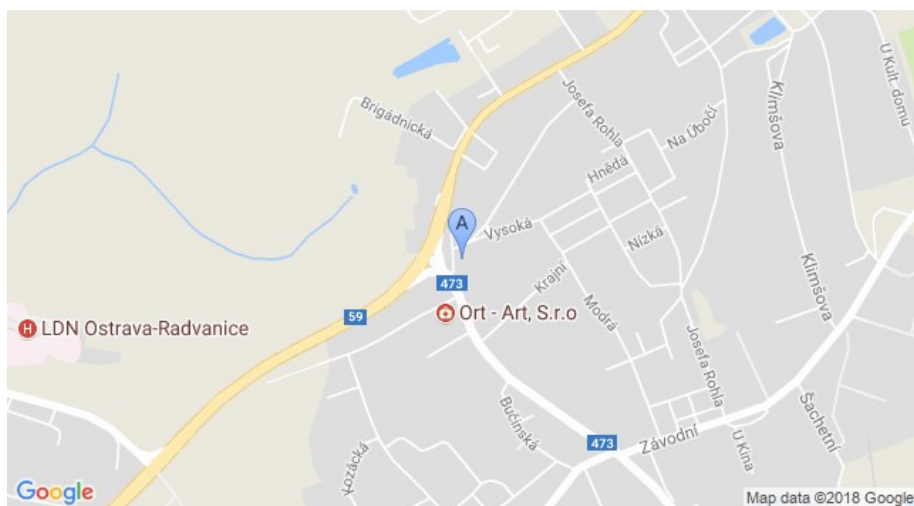 Brigádnická
Josefa Rohla
Na Úbočí
Klimšova
U Kult. domu
Hnědá
A
Vysoká
Nízká
Krajní
Klimšova
473
Modrá
59
Ort - Art, S.r.o
H LDN Ostrava-Radvanice
Josefa Rohla
Bučinská
Šachetní
473
Závodní
U Kina
Kozácká
Google
Map data ©2018 Google